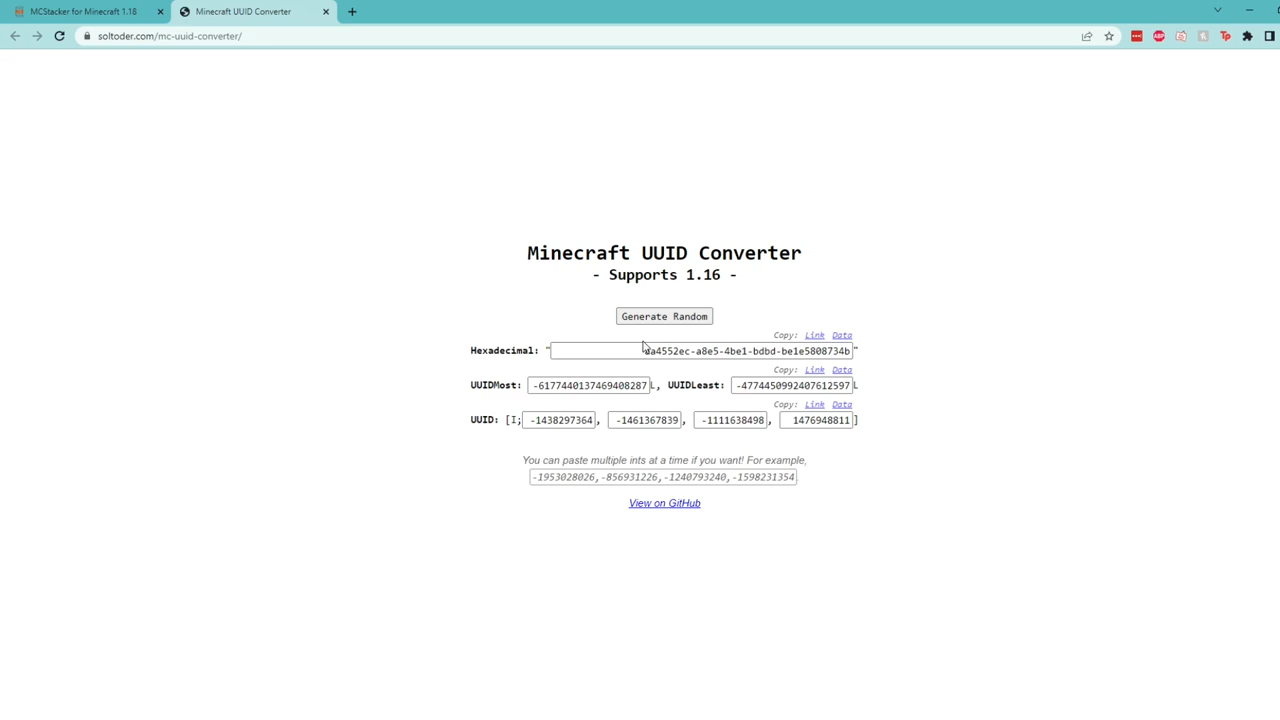 MCStacker for Minecraft 1.18
Minecraft UUID Converter
soltoder.com/mc-uuid-converter/
Minecraft UUID Converter
- Supports 1.16 -
Generate Random
Copy: Link Data
Hexadecimal: " aa4552ec-a8e5-4be1-bdbd-be1e5808734b "
Copy: Link Data
UUIDMost: -6177440137469408287 L, UUIDLeast: -4774450992407612597 L
Copy: Link Data
UUID: [I; -1438297364, -1461367839, -1111638498, 1476948811 ]
You can paste multiple ints at a time if you want! For example,
-1953028026,-856931226,-1240793240,-1598231354
View on GitHub